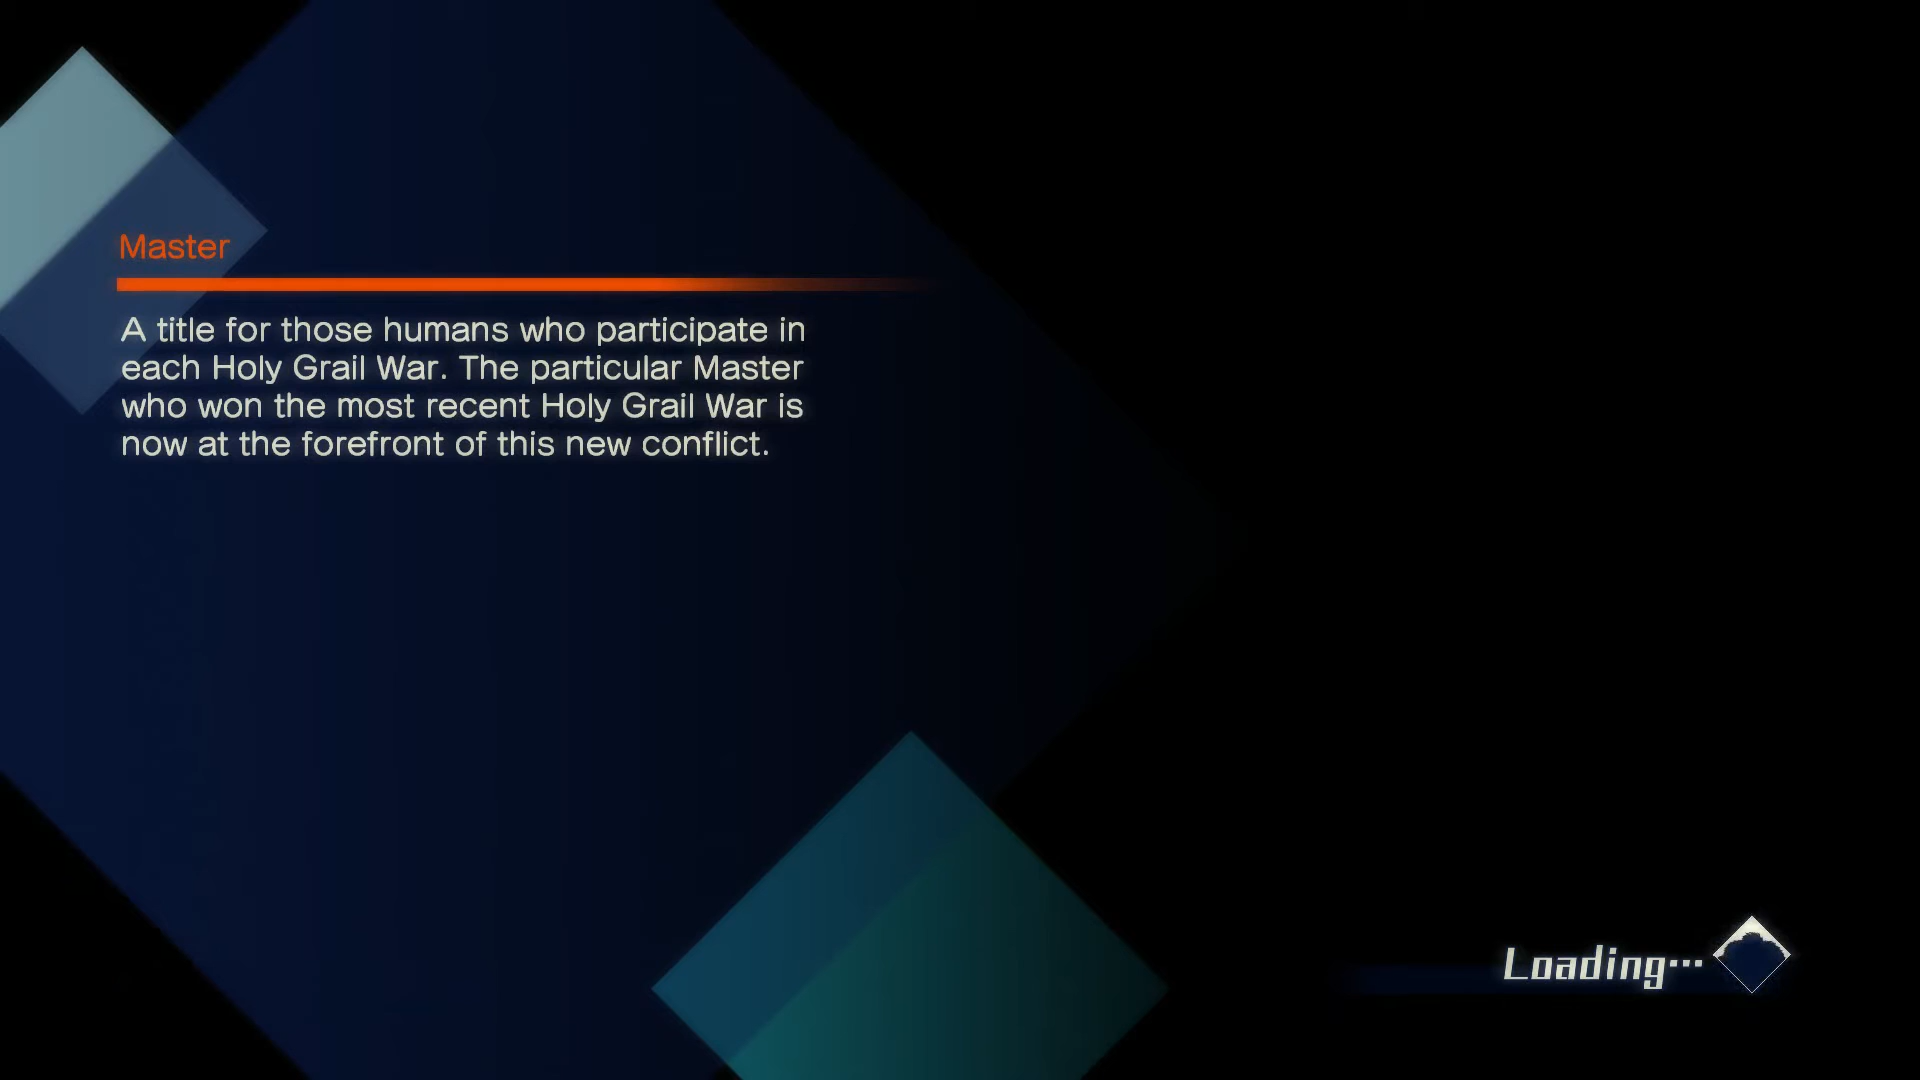 Master
A title for those humans who participate in
each Holy Grail War. The particular Master
who won the most recent Holy Grail War is
now at the forefront of this new conflict.
Loading···